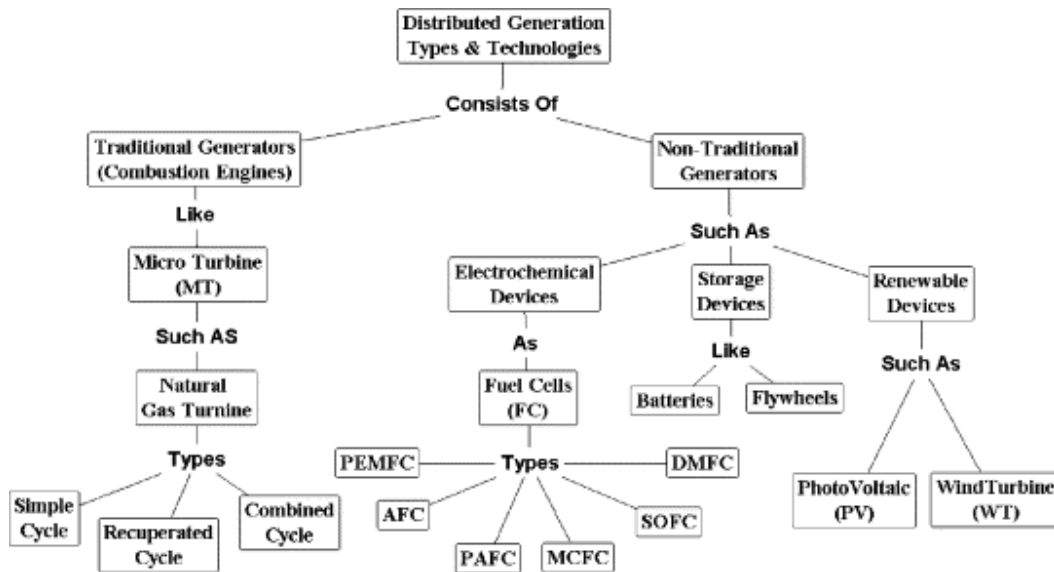 Distributed Generation
Types & Technologies
Consists Of
Traditional Generators
(Combustion Engines)
Non-Traditional
Generators
Like
Such As
Micro Turbine
(MT)
Electrochemical
Devices
Storage
Devices
Renewable
Devices
Such AS
As
Like
Such As
Natural
Gas Turnine
Fuel Cells
(FC)
Batteries
Flywheels
Types
PEMFC
Types
DMFC
Simple
Cycle
Recuperated
Cycle
Combined
Cycle
AFC
PAFC
MCFC
SOFC
PhotoVoltaic
(PV)
WindTurbine
(WT)